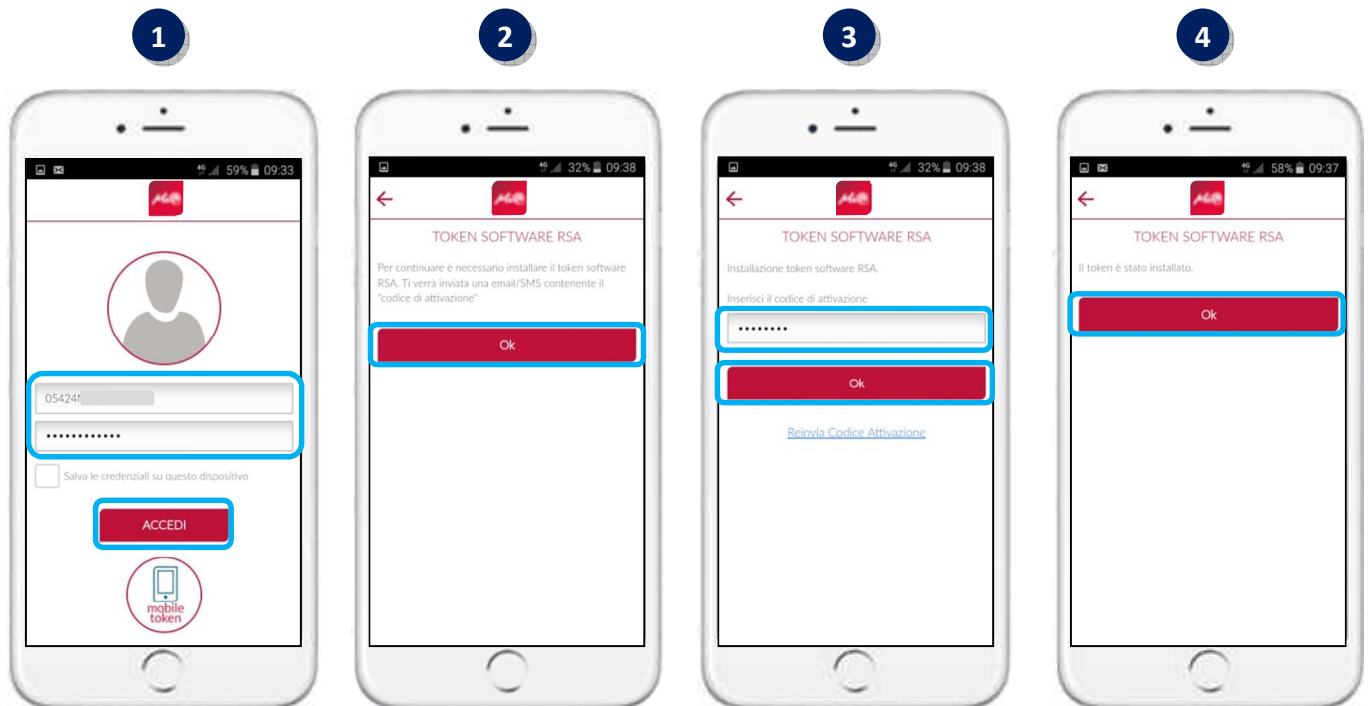 1
2
3
4
4G 59% 09:33
05424
••••••••••••
Salva le credenziali su questo dispositivo
ACCEDI
mobile
token
4G 32% 09:38
TOKEN SOFTWARE RSA
Per continuare è necessario installare il token software
RSA. Ti verrà inviata una email/SMS contenente il
"codice di attivazione"
Ok
4G 32% 09:38
TOKEN SOFTWARE RSA
Installazione token software RSA.
Inserisci il codice di attivazione
••••••••
Ok
Reinvia Codice Attivazione
4G 58% 09:37
TOKEN SOFTWARE RSA
Il token è stato installato.
Ok